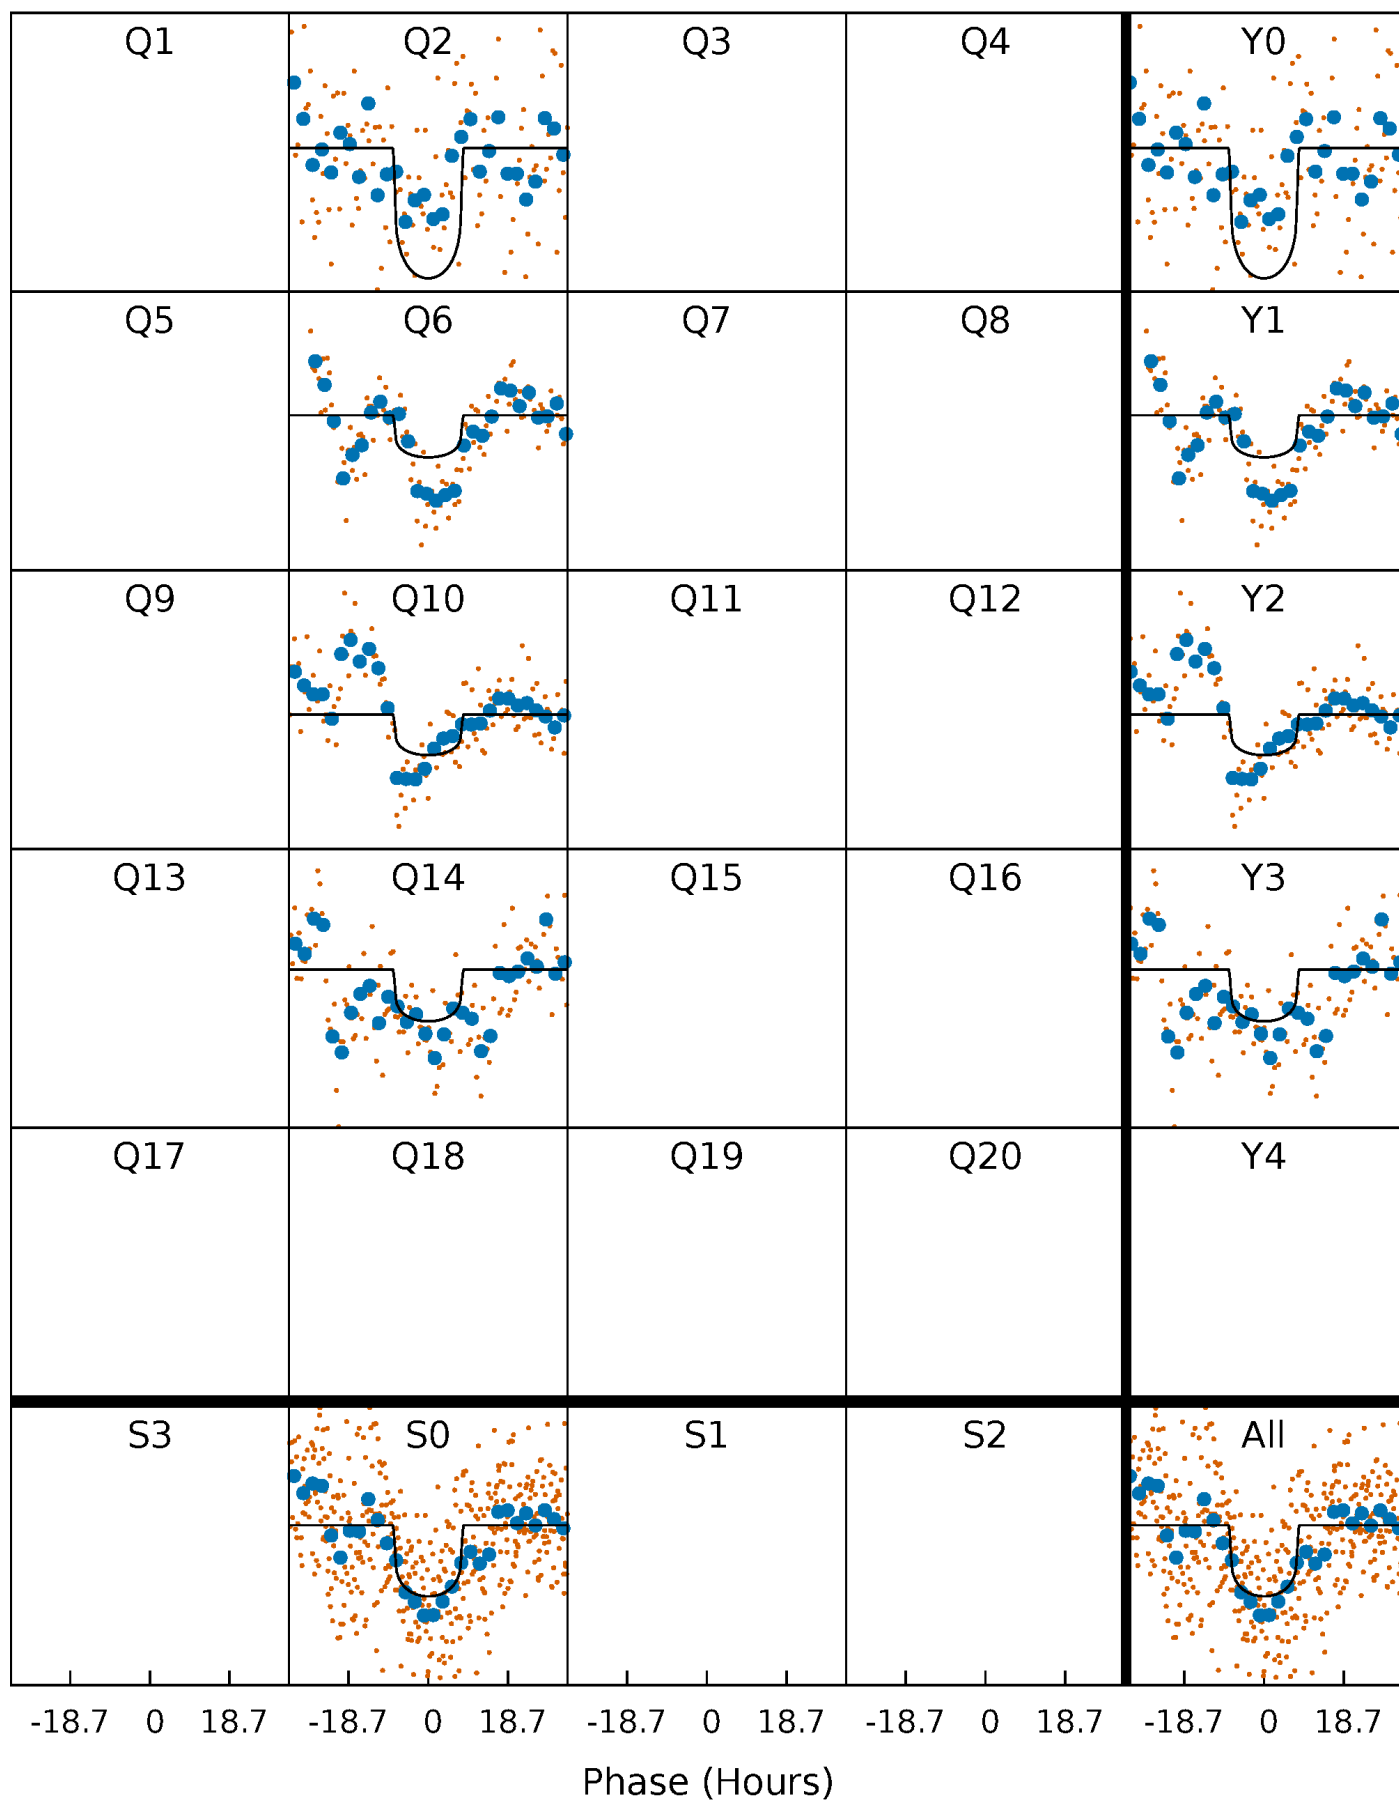 Q1 Q2 Q3 Q4 Y0
Q5 Q6 Q7 Q8 Y1
Q9 Q10 Q11 Q12 Y2
Q13 Q14 Q15 Q16 Y3
Q17 Q18 Q19 Q20 Y4
S3 S0 S1 S2 All
-18.7 0 18.7 -18.7 0 18.7 -18.7 0 18.7 -18.7 0 18.7 -18.7 0 18.7
Phase (Hours)